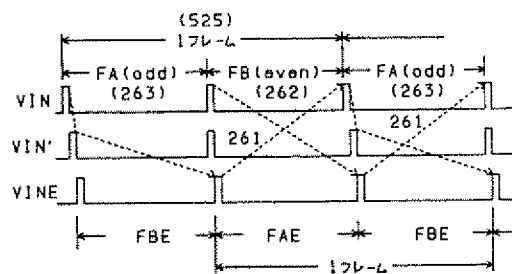 (525)
1フレーム
FA(odd) FB(even) FA(odd)
(263) (262) (263)
VIN
261 261
VIN'
VINE
FBE FAE FBE
1フレーム